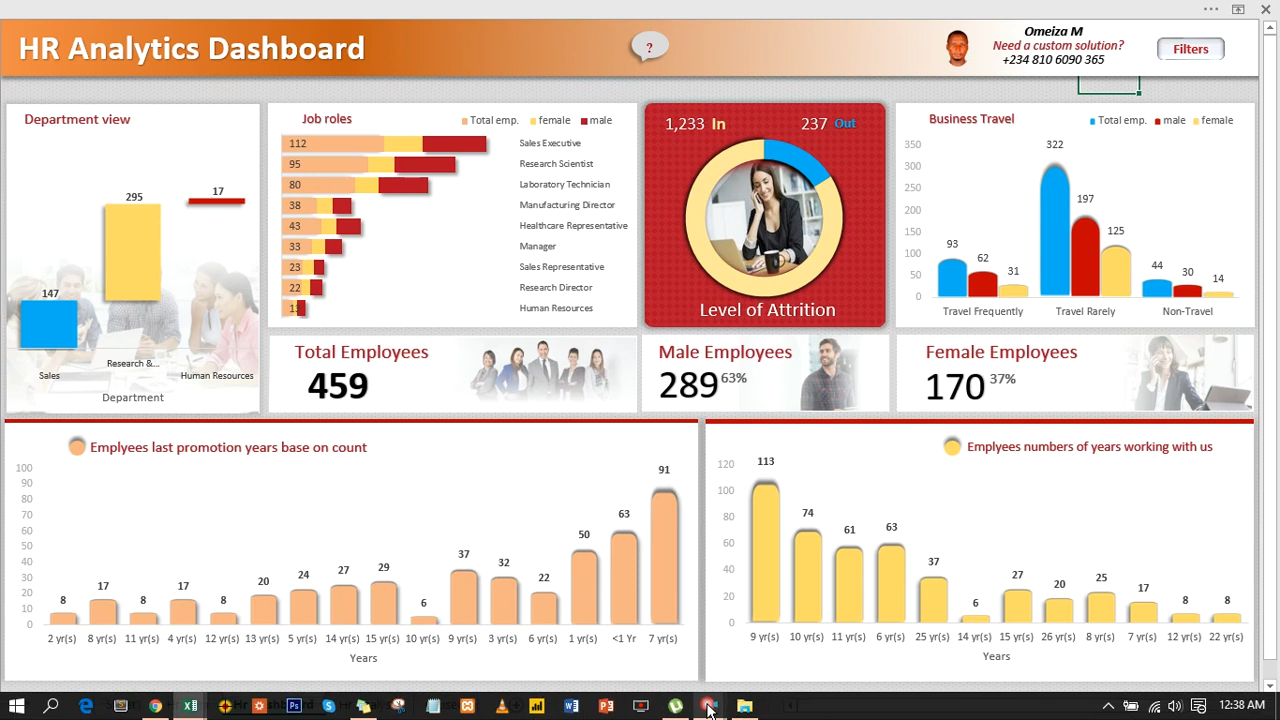 HR Analytics Dashboard
?
Omeiza M
Need a custom solution?
+234 810 6090 365
Filters
Department view
147
295
17
Sales
Research &...
Human Resources
Department
Job roles
Total emp. female male
112 Sales Executive
95 Research Scientist
80 Laboratory Technician
38 Manufacturing Director
43 Healthcare Representative
33 Manager
23 Sales Representative
22 Research Director
Human Resources
1,233 In 237 Out
Level of Attrition
Business Travel
Total emp. male female
350
300
250
200
150
100
50
0
93 62 31
322 197 125
44 30 14
Travel Frequently Travel Rarely Non-Travel
Total Employees
459
Male Employees
289 63%
Female Employees
170 37%
Emplyees last promotion years base on count
100
90
80
70
60
50
40
30
20
10
0
8 17 8 17 8 20 24 27 29 6 37 32 22 50 63 91
2 yr(s) 8 yr(s) 11 yr(s) 4 yr(s) 12 yr(s) 13 yr(s) 5 yr(s) 14 yr(s) 15 yr(s) 10 yr(s) 9 yr(s) 3 yr(s) 6 yr(s) 1 yr(s) <1 Yr 7 yr(s)
Years
Emplyees numbers of years working with us
120
100
80
60
40
20
0
113 74 61 63 37 6 27 20 25 17 8 8
9 yr(s) 10 yr(s) 11 yr(s) 6 yr(s) 25 yr(s) 14 yr(s) 15 yr(s) 26 yr(s) 8 yr(s) 7 yr(s) 12 yr(s) 22 yr(s)
Years
12:38 AM